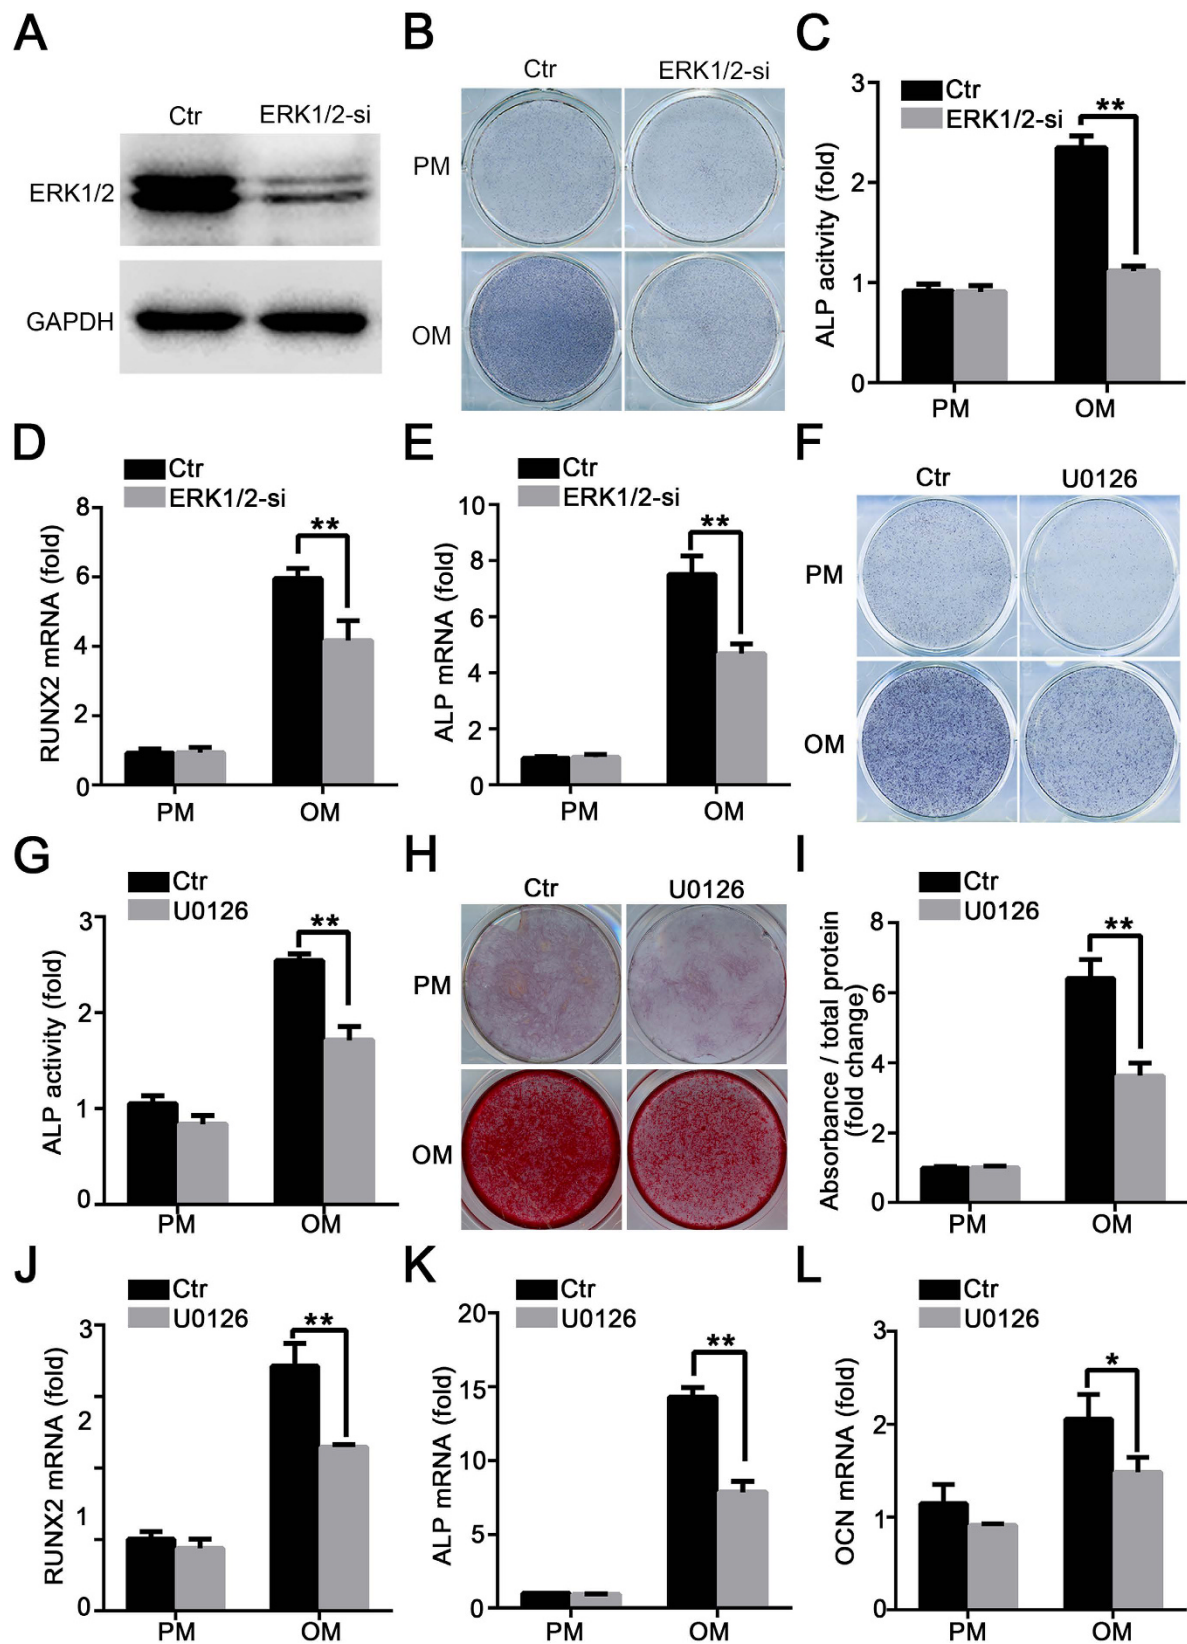 A
Ctr ERK1/2-si
ERK1/2
GAPDH
B
Ctr ERK1/2-si
PM
OM
C
Ctr
ERK1/2-si
ALP acitvity (fold)
3
2
1
0
**
PM OM
D
Ctr
ERK1/2-si
RUNX2 mRNA (fold)
8
6
4
2
0
**
PM OM
E
Ctr
ERK1/2-si
ALP mRNA (fold)
10
8
6
4
2
0
**
PM OM
F
Ctr U0126
PM
OM
G
Ctr
U0126
ALP activity (fold)
3
2
1
0
**
PM OM
H
Ctr U0126
PM
OM
I
Ctr
U0126
Absorbance / total protein
(fold change)
8
6
4
2
0
**
PM OM
J
Ctr
U0126
RUNX2 mRNA (fold)
3
2
1
0
**
PM OM
K
Ctr
U0126
ALP mRNA (fold)
20
15
10
5
0
**
PM OM
L
Ctr
U0126
OCN mRNA (fold)
3
2
1
0
*
PM OM